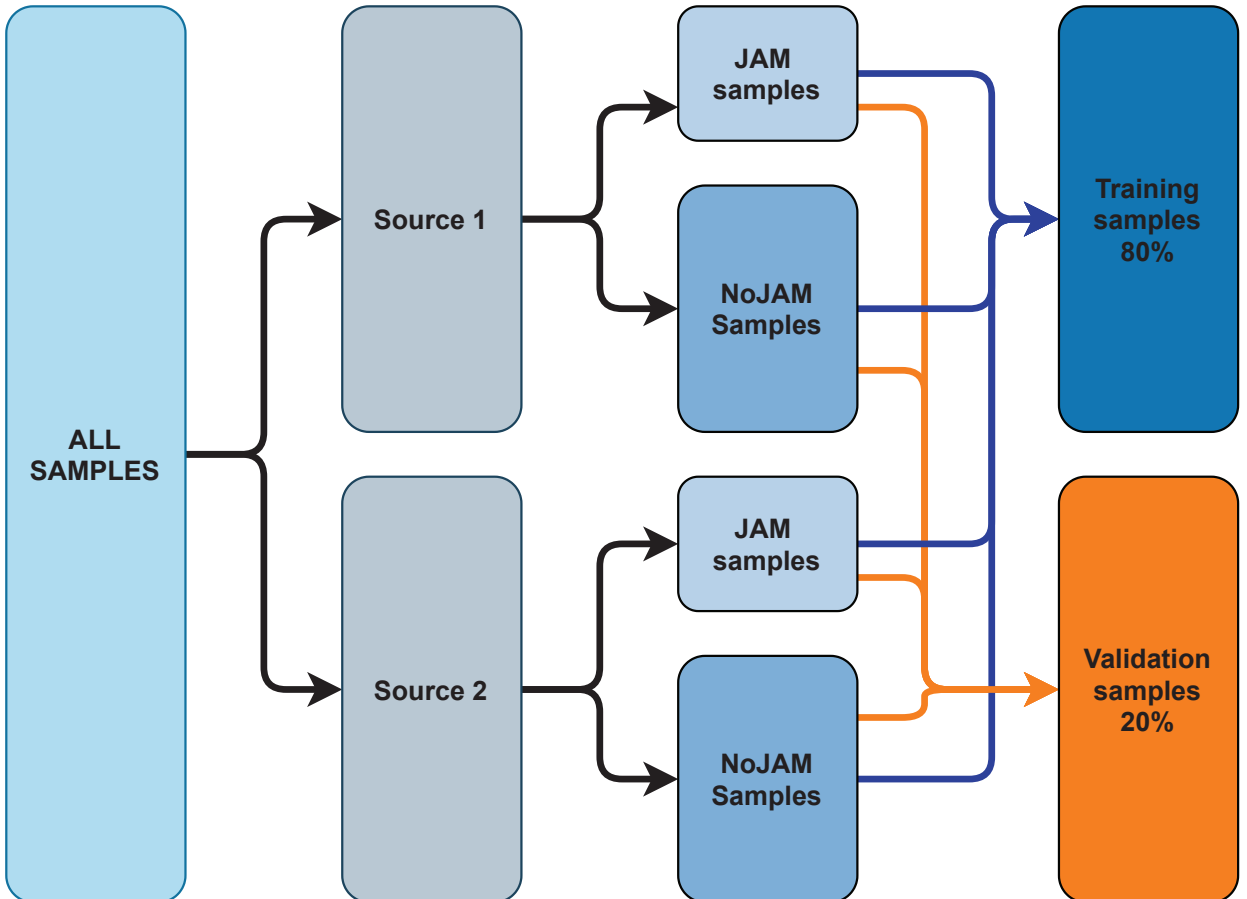 ALL
SAMPLES
Source 1
Source 2
JAM
samples
NoJAM
Samples
JAM
samples
NoJAM
Samples
Training
samples
80%
Validation
samples
20%